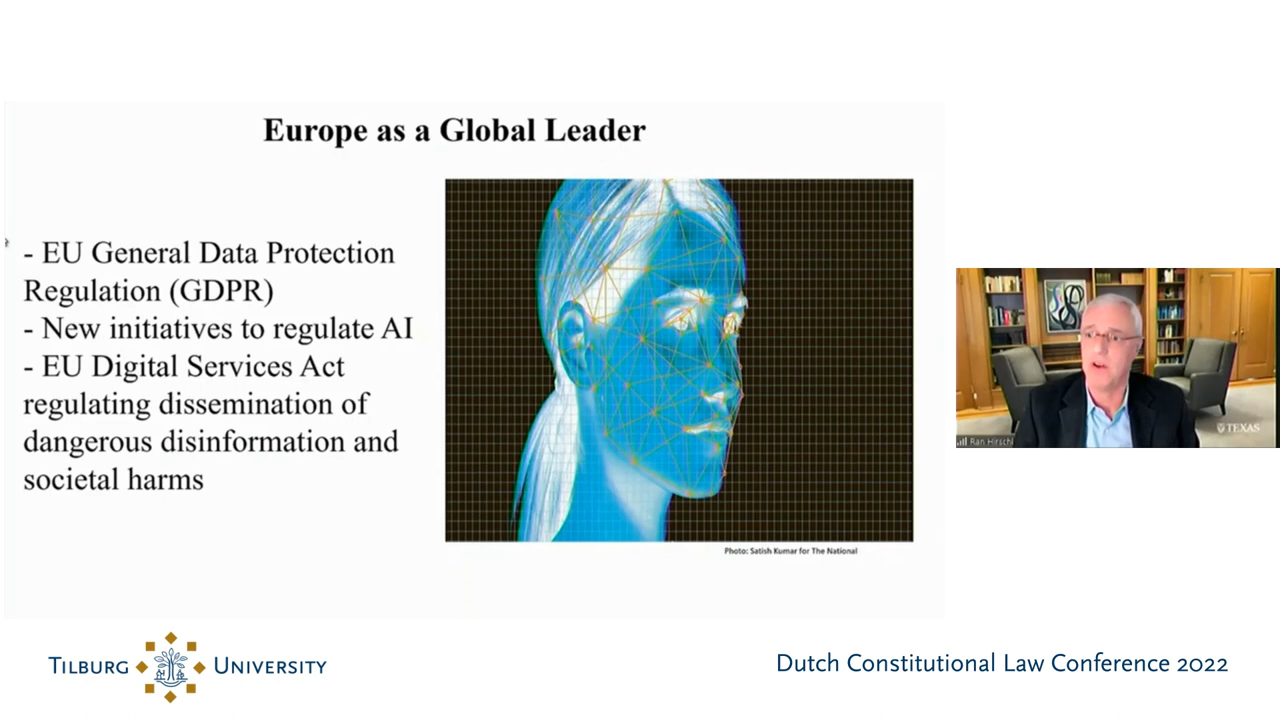 Europe as a Global Leader
- EU General Data Protection
Regulation (GDPR)
- New initiatives to regulate AI
- EU Digital Services Act
regulating dissemination of
dangerous disinformation and
societal harms
Photo: Satish Kumar for The National
Ran Hirschl
TEXAS
TILBURG UNIVERSITY
Dutch Constitutional Law Conference 2022